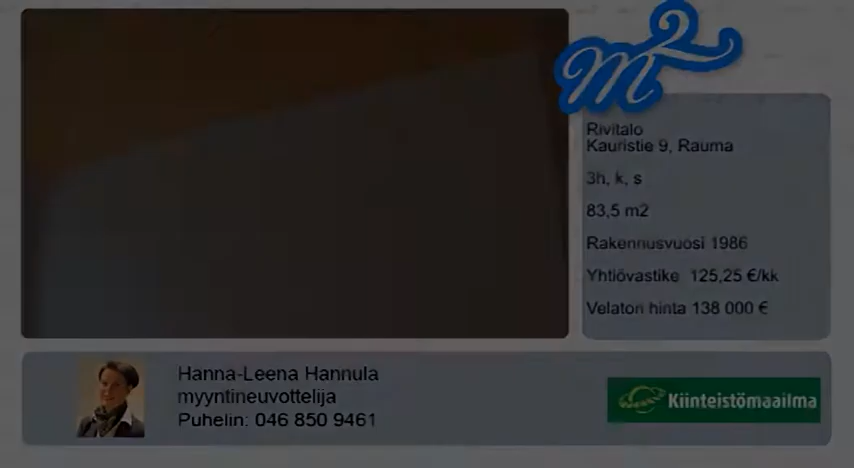 m2
Rivitalo
Kauristie 9, Rauma
3h, k, s
83,5 m2
Rakennusvuosi 1986
Yhtiövastike 125,25 €/kk
Velaton hinta 138 000 €
Hanna-Leena Hannula
myyntineuvottelija
Puhelin: 046 850 9461
Kiinteistömaailma